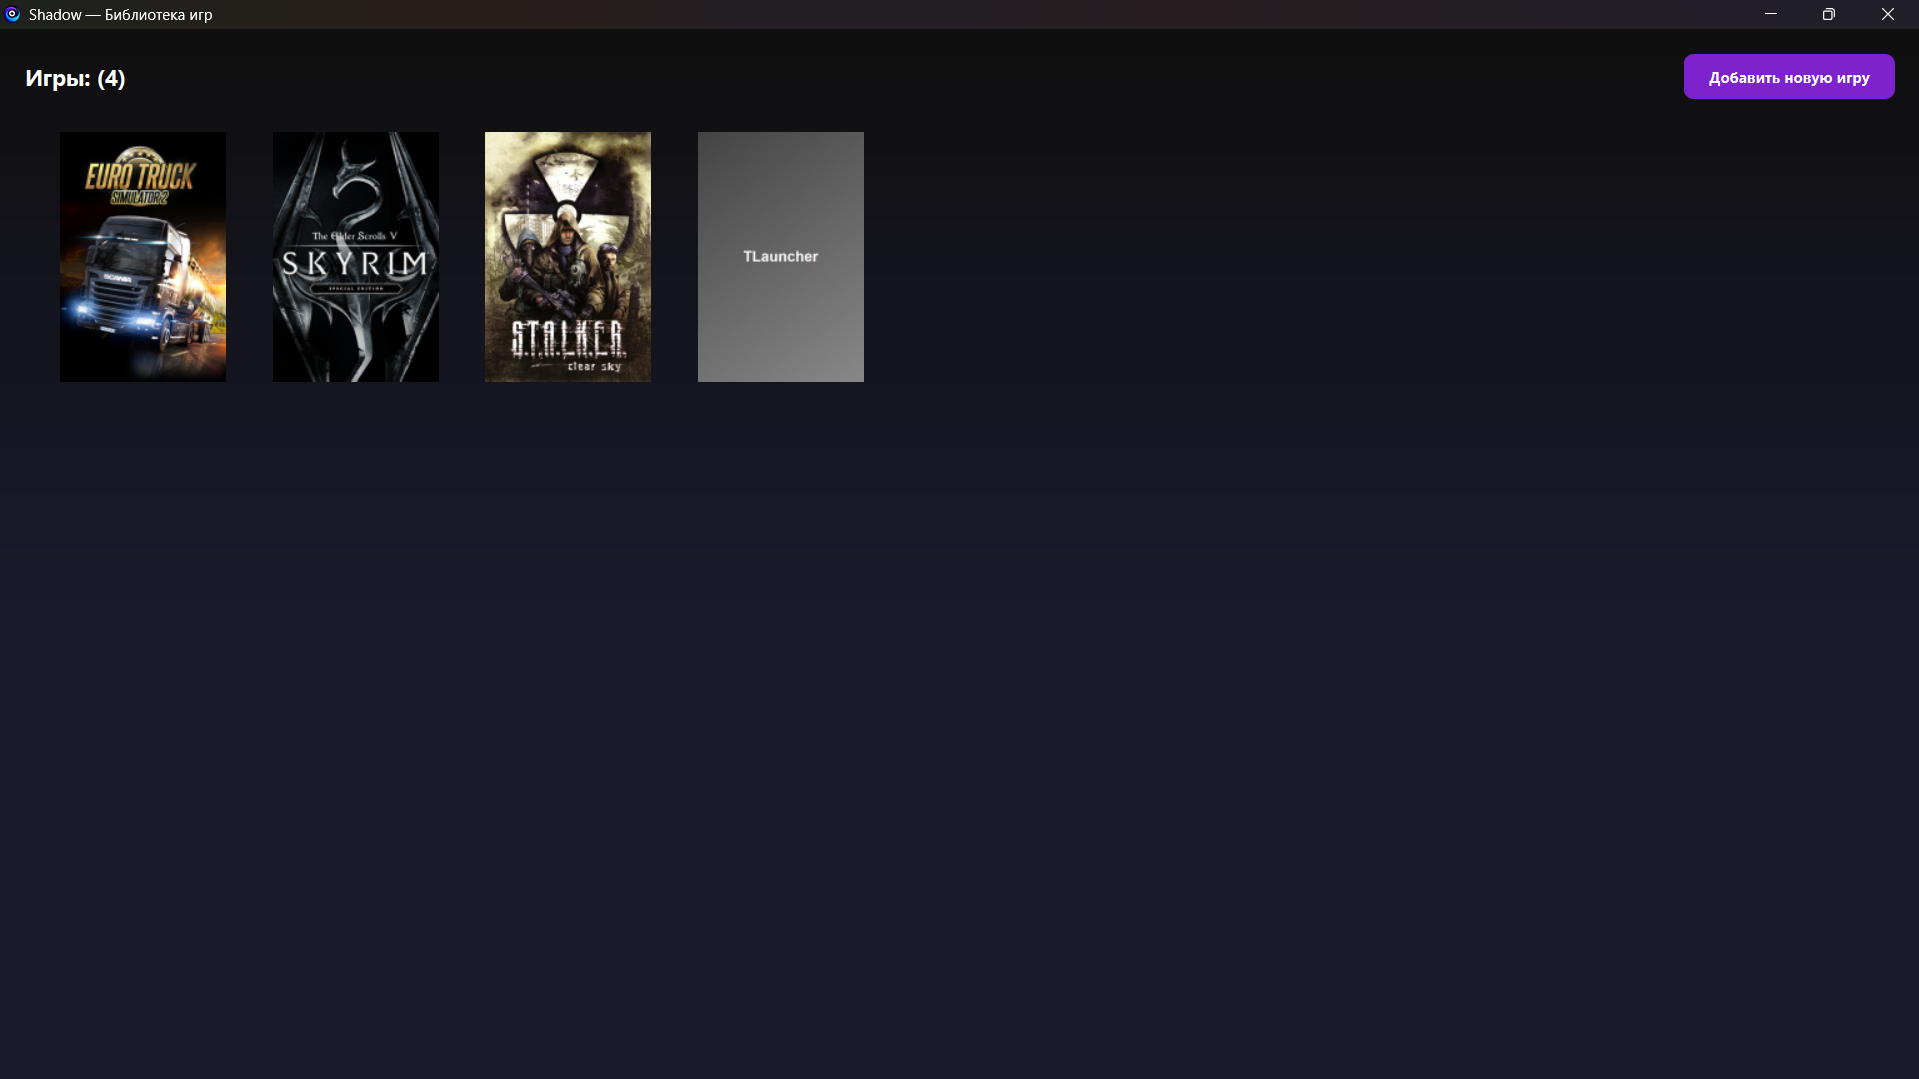 Shadow — Библиотека игр
Игры: (4)
Добавить новую игру
EURO TRUCK
SIMULATOR 2
SCANIA
The Elder Scrolls V
SKYRIM
SPECIAL EDITION
S.T.A.L.K.E.R.
clear sky
TLauncher